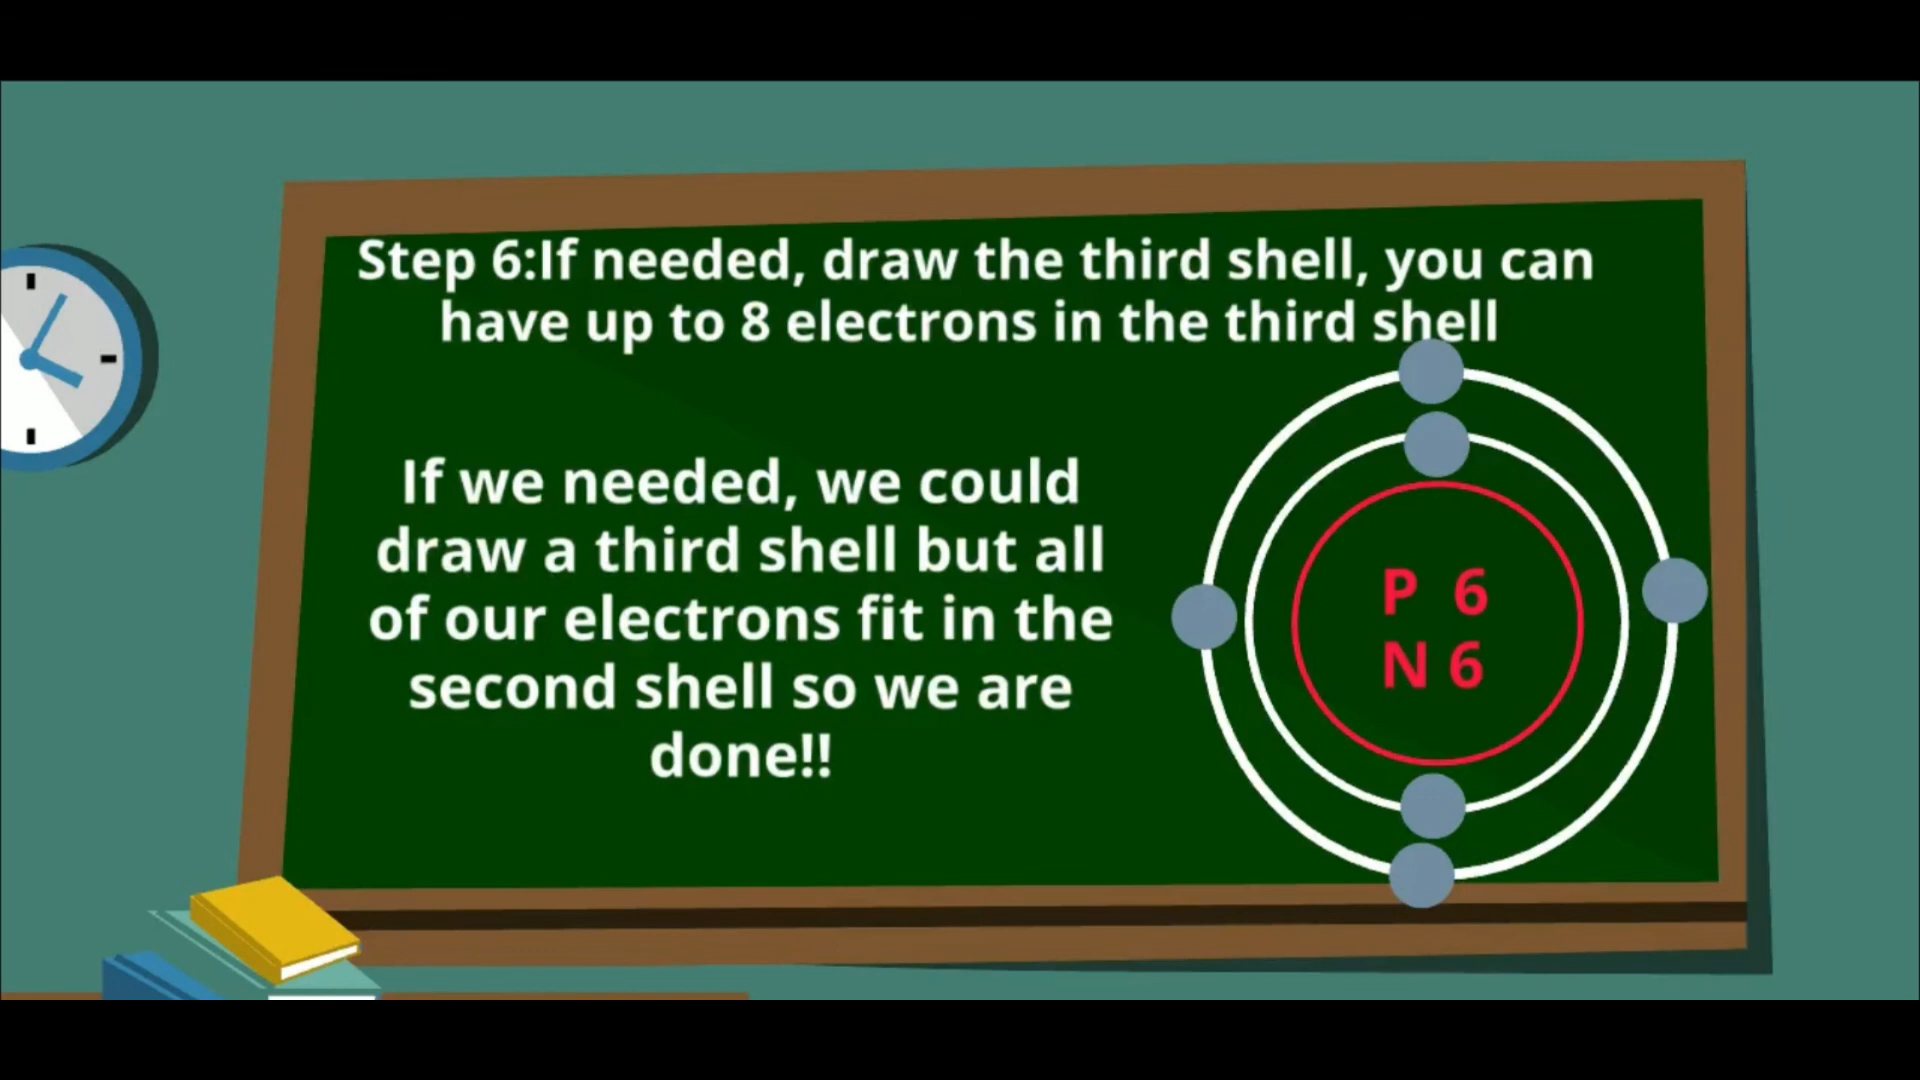 Step 6:If needed, draw the third shell, you can
have up to 8 electrons in the third shell
If we needed, we could
draw a third shell but all
of our electrons fit in the
second shell so we are
done!!
P 6
N 6